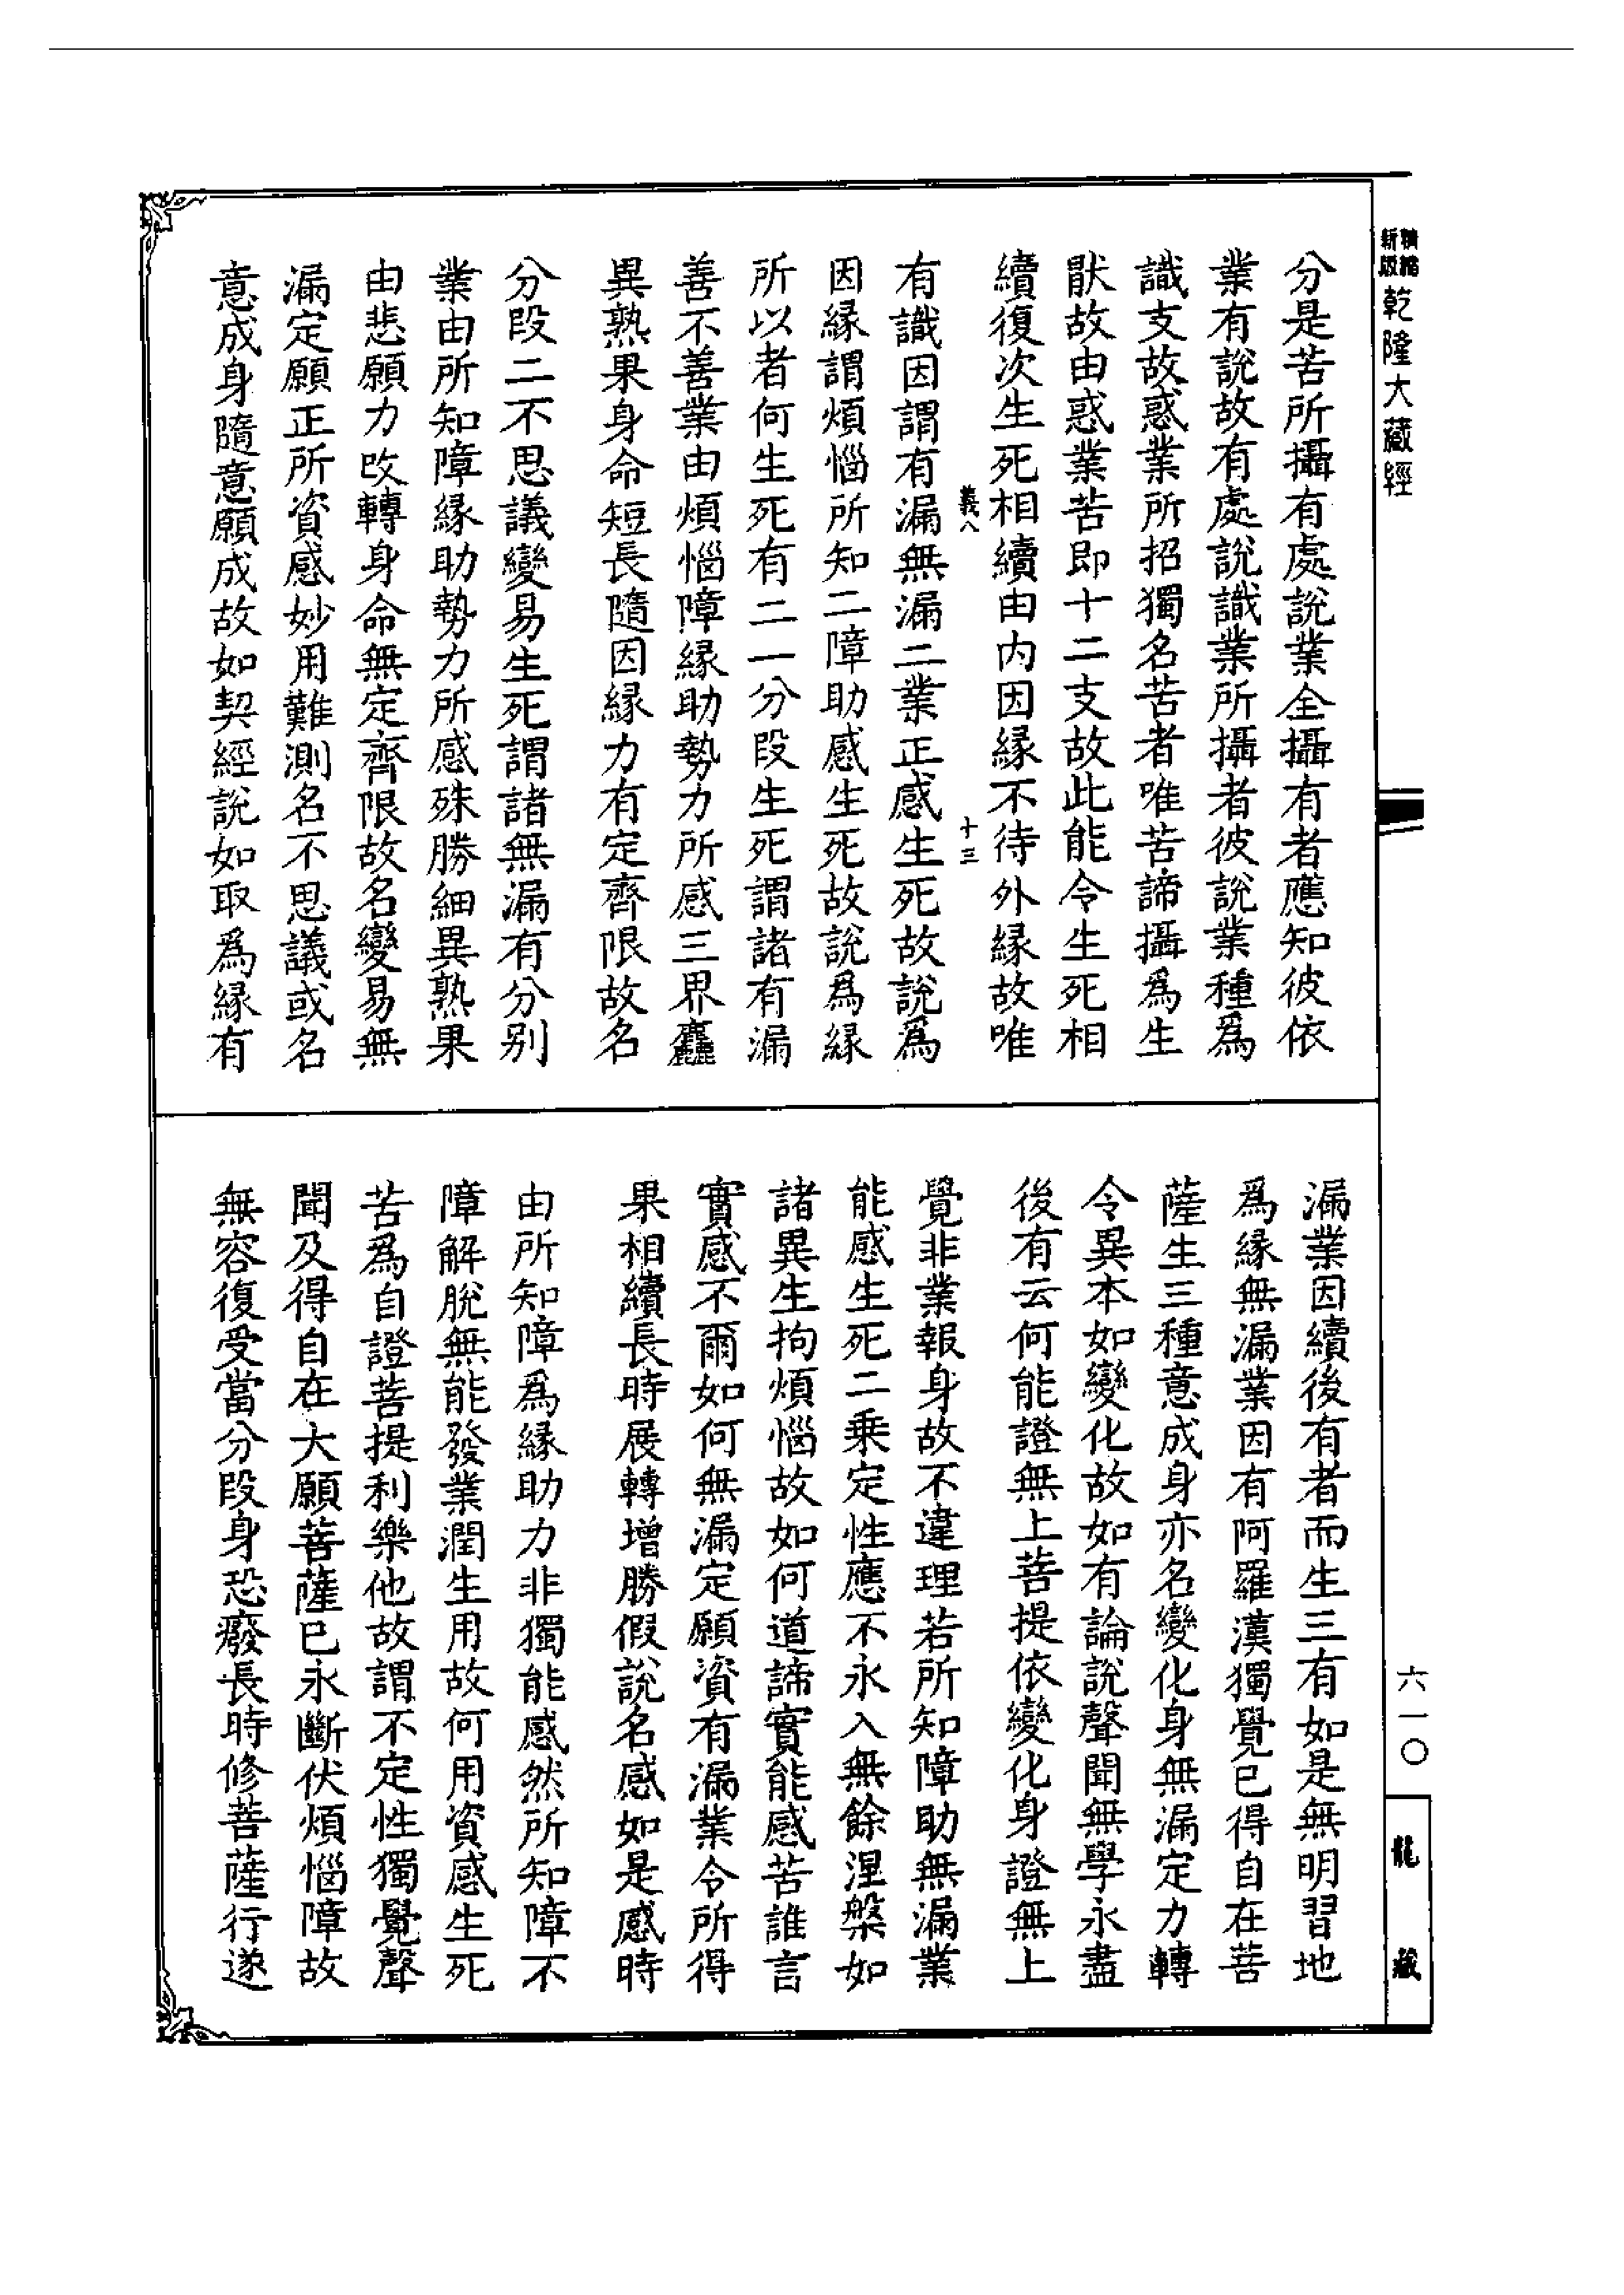 精縮新版乾隆大藏經
分是苦所攝有處說業全攝有者應知彼依
業有說故有處說識業所攝者彼說業種為
識支故惑業所招獨名苦者唯苦諦攝為生
猒故由惑業苦即十二支故此能令生死相
續復次生死相續由內因緣不待外緣故唯
義八 十三
有識因謂有漏無漏二業正感生死故說為
因緣謂煩惱所知二障助感生死故說為緣
所以者何生死有二一分段生死謂諸有漏
善不善業由煩惱障緣助勢力所感三界麤
異熟果身命短長隨因緣力有定齊限故名
分段二不思議變易生死謂諸無漏有分別
業由所知障緣助勢力所感殊勝細異熟果
由悲願力改轉身命無定齊限故名變易無
漏定願正所資感妙用難測名不思議或名
意成身隨意願成故如契經說如取為緣有
漏業因續後有者而生三有如是無明習地
為緣無漏業因有阿羅漢獨覺已得自在菩
薩生三種意成身亦名變化身無漏定力轉
令異本如變化故如有論說聲聞無學永盡
後有云何能證無上菩提依變化身證無上
覺非業報身故不違理若所知障助無漏業
能感生死二乘定性應不永入無餘涅槃如
諸異生拘煩惱故如何道諦實能感苦誰言
實感不爾如何無漏定願資有漏業令所得
果相續長時展轉增勝假說名感如是感時
由所知障為緣助力非獨能感然所知障不
障解脫無能發業潤生用故何用資感生死
苦為自證菩提利樂他故謂不定性獨覺聲
聞及得自在大願菩薩已永斷伏煩惱障故
無容復受當分段身恐廢長時修菩薩行遂
六一〇
龍藏